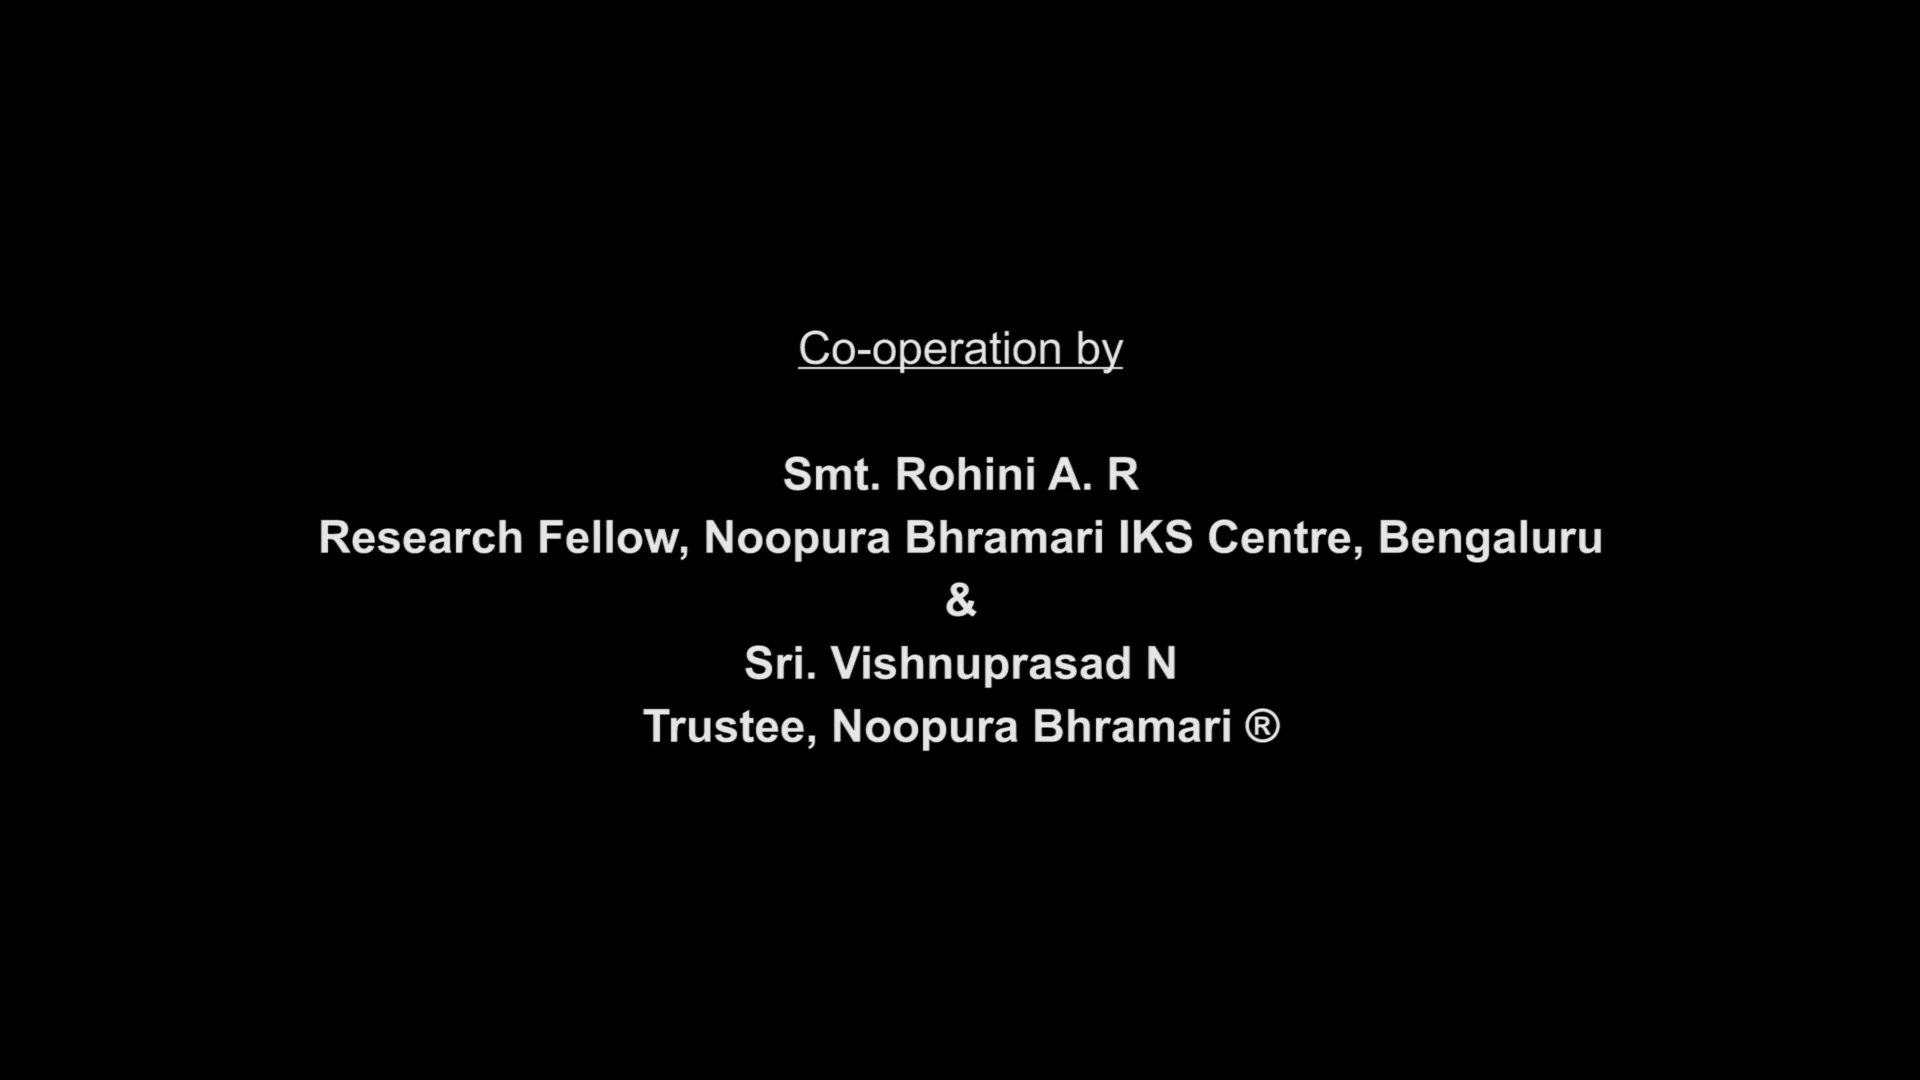 Co-operation by
Smt. Rohini A. R
Research Fellow, Noopura Bhramari IKS Centre, Bengaluru
&
Sri. Vishnuprasad N
Trustee, Noopura Bhramari ®